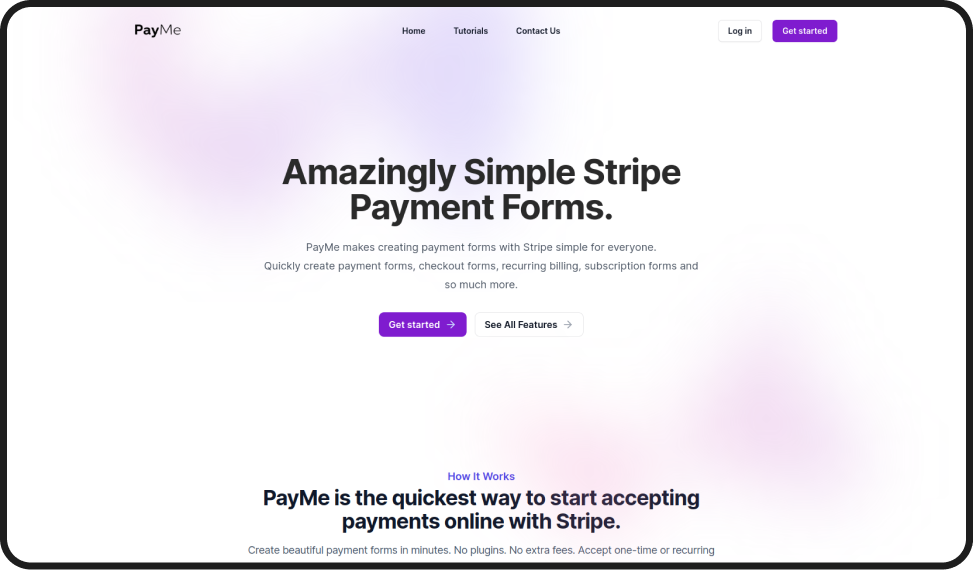 PayMe
Home
Tutorials
Contact Us
Log in
Get started
Amazingly Simple Stripe
Payment Forms.
PayMe makes creating payment forms with Stripe simple for everyone.
Quickly create payment forms, checkout forms, recurring billing, subscription forms and
so much more.
Get started
See All Features
How It Works
PayMe is the quickest way to start accepting
payments online with Stripe.
Create beautiful payment forms in minutes. No plugins. No extra fees. Accept one-time or recurring